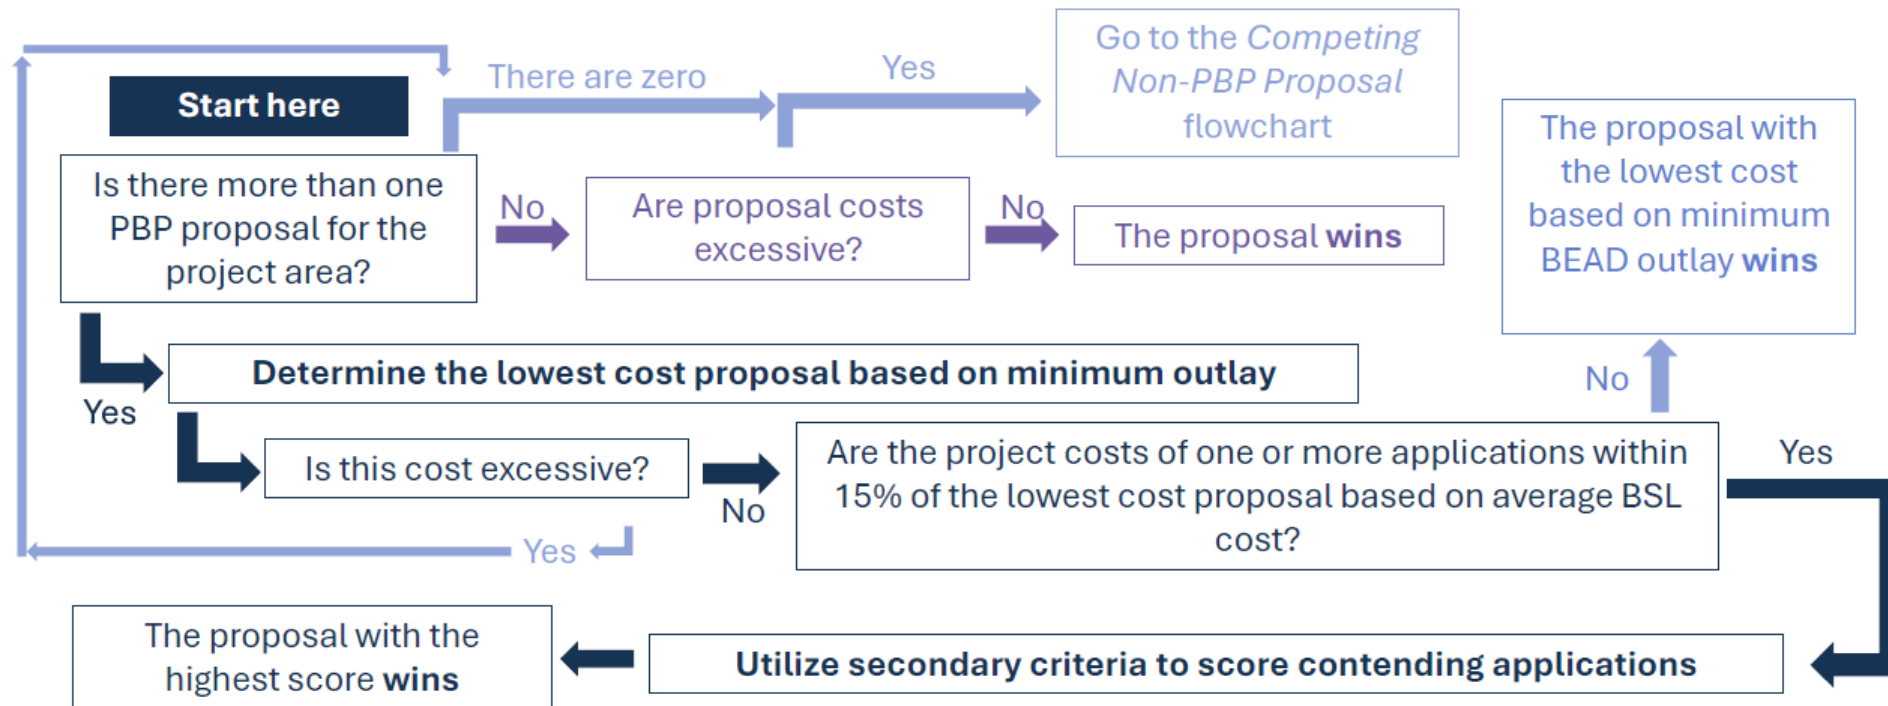 Start here
There are zero
Yes
Go to the Competing
Non-PBP Proposal
flowchart
Is there more than one
PBP proposal for the
project area?
No
Are proposal costs
excessive?
No
The proposal wins
The proposal with
the lowest cost
based on minimum
BEAD outlay wins
Yes
Determine the lowest cost proposal based on minimum outlay
Is this cost excessive?
No
Yes
Are the project costs of one or more applications within
15% of the lowest cost proposal based on average BSL
cost?
No
Yes
Utilize secondary criteria to score contending applications
The proposal with the
highest score wins